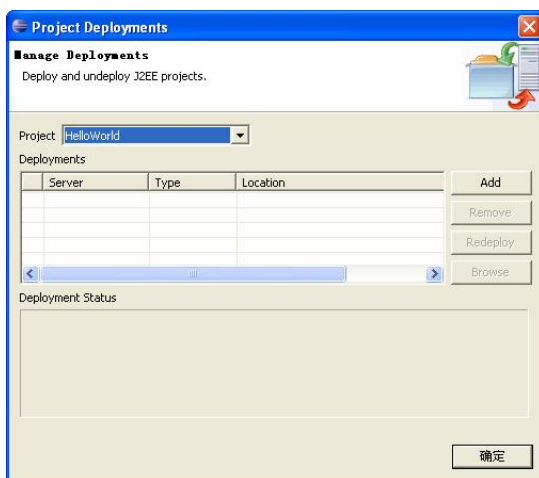 Project Deployments
Manage Deployments
Deploy and undeploy J2EE projects.
Project HelloWorld
Deployments
Server Type Location
Add
Remove
Redeploy
Browse
Deployment Status
确定